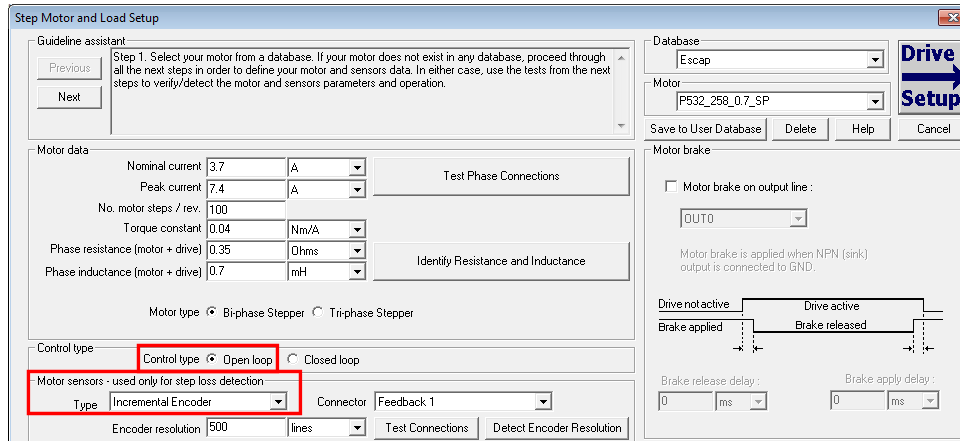 Step Motor and Load Setup
Guideline assistant
Previous
Next
Step 1. Select your motor from a database. If your motor does not exist in any database, proceed through
all the next steps in order to define your motor and sensors data. In either case, use the tests from the next
steps to verify/detect the motor and sensors parameters and operation.
Database
Escap
Motor
P532_258_0.7_SP
Drive
Setup
Save to User Database
Delete
Help
Cancel
Motor data
Nominal current 3.7 A
Peak current 7.4 A
No. motor steps / rev. 100
Torque constant 0.04 Nm/A
Phase resistance (motor + drive) 0.35 Ohms
Phase inductance (motor + drive) 0.7 mH
Test Phase Connections
Identify Resistance and Inductance
Motor type Bi-phase Stepper Tri-phase Stepper
Control type
Control type Open loop Closed loop
Motor sensors - used only for step loss detection
Type Incremental Encoder Connector Feedback 1
Encoder resolution 500 lines Test Connections Detect Encoder Resolution
Motor brake
Motor brake on output line :
OUT0
Motor brake is applied when NPN (sink)
output is connected to GND.
Drive not active Drive active
Brake applied Brake released
Brake release delay :
0 ms
Brake apply delay :
0 ms